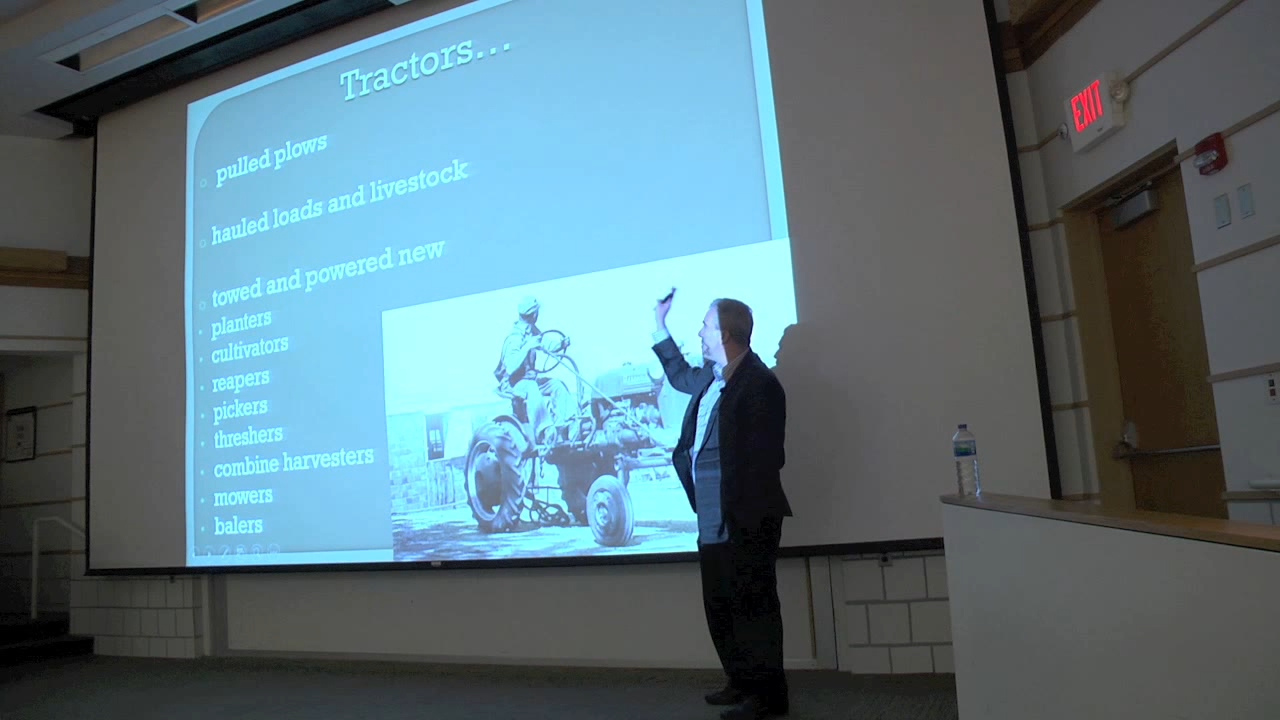 Tractors...
pulled plows
hauled loads and livestock
towed and powered new
planters
cultivators
reapers
pickers
threshers
combine harvesters
mowers
balers
EXIT